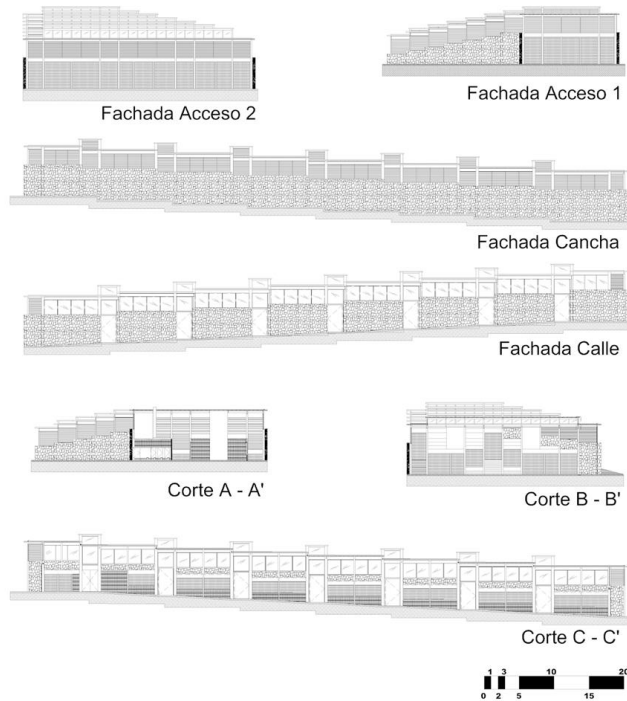 Fachada Acceso 2
Fachada Acceso 1
Fachada Cancha
Fachada Calle
Corte A - A'
Corte B - B'
Corte C - C'
1 3 10 20
0 2 5 15